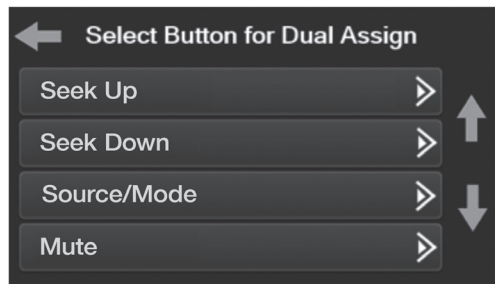 Select Button for Dual Assign
Seek Up
Seek Down
Source/Mode
Mute